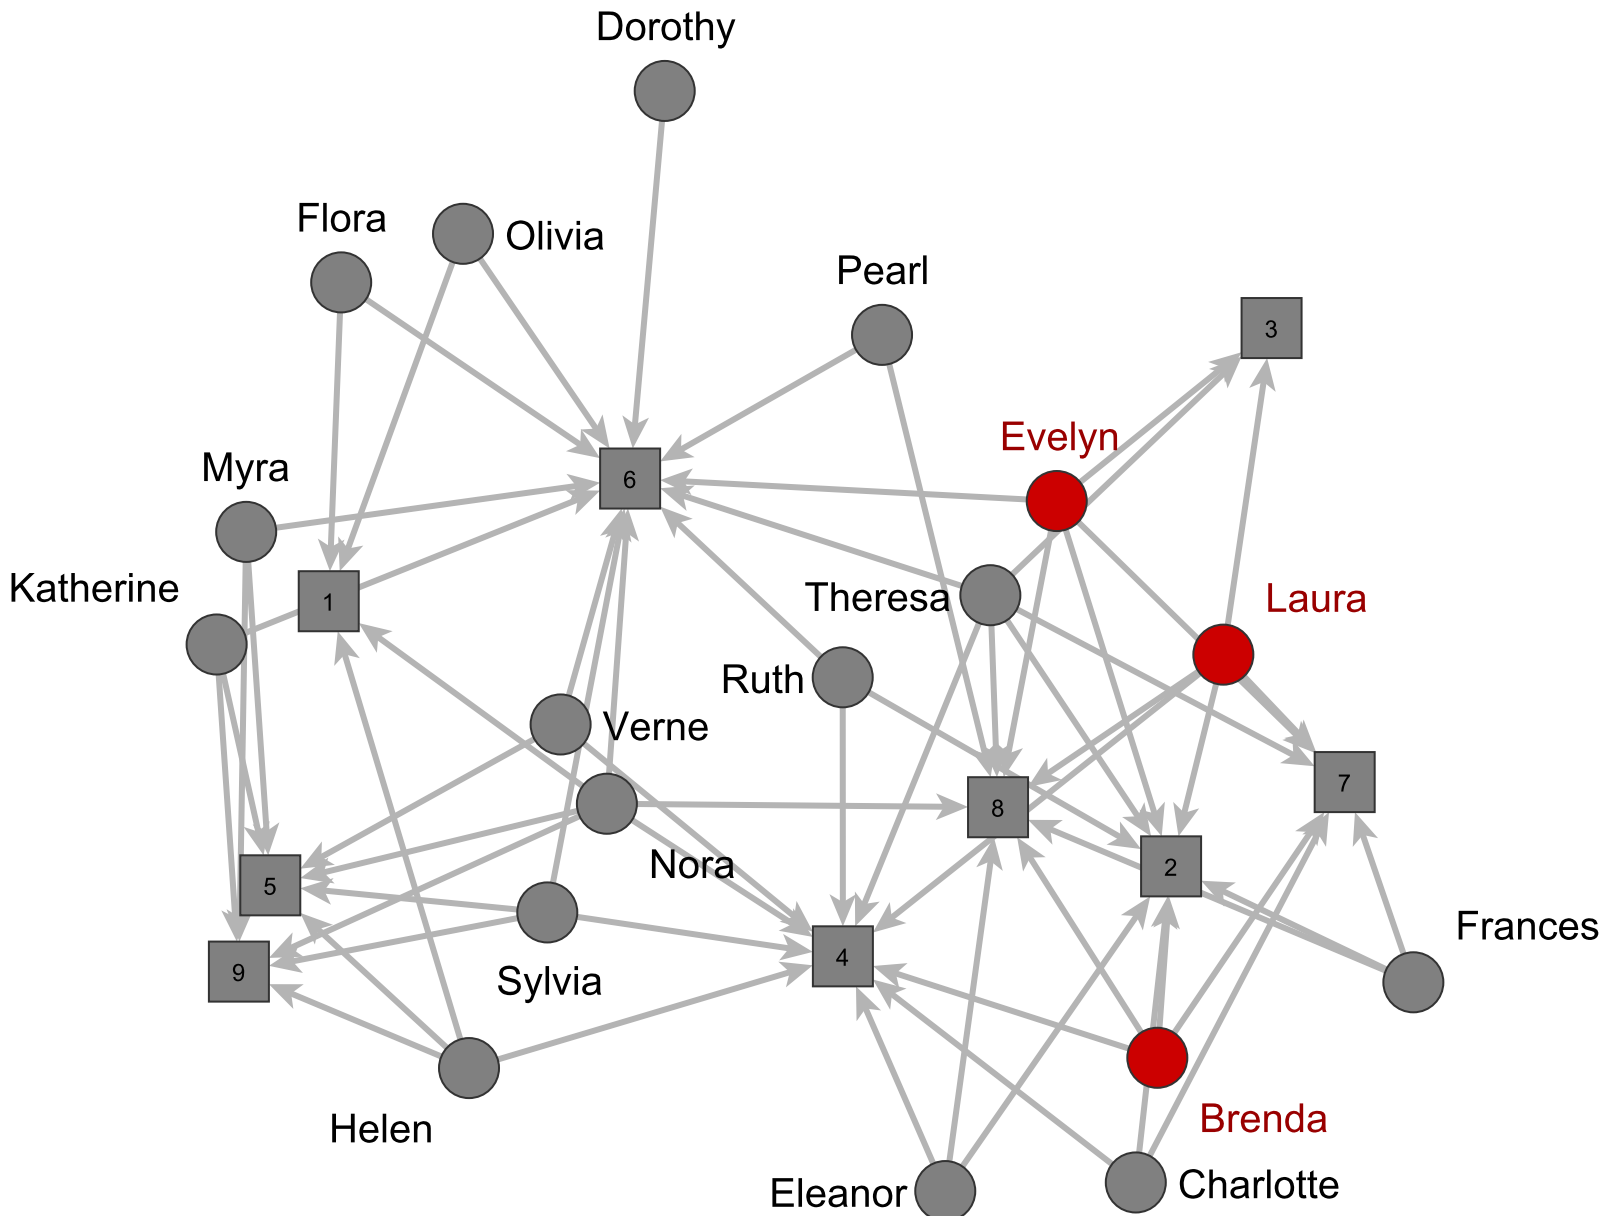 Dorothy
Flora
Olivia
Pearl
3
Evelyn
Myra
6
Katherine
1
Theresa
Laura
Ruth
Verne
7
8
Nora
2
5
Frances
4
9
Sylvia
Brenda
Helen
Eleanor
Charlotte